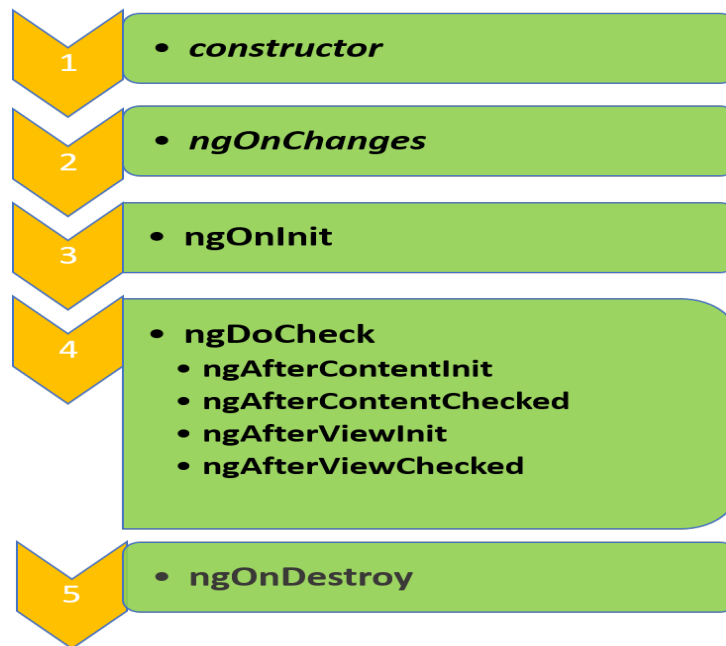 1
• constructor
2
• ngOnChanges
3
• ngOnInit
4
• ngDoCheck
• ngAfterContentInit
• ngAfterContentChecked
• ngAfterViewInit
• ngAfterViewChecked
5
• ngOnDestroy